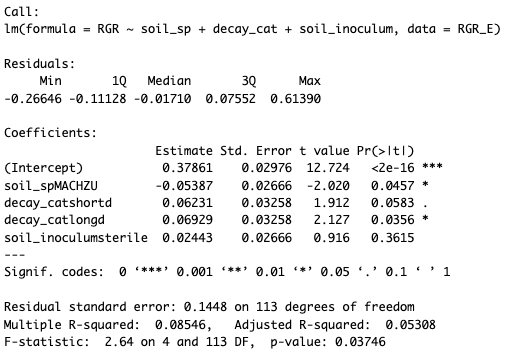 Call:
lm(formula = RGR ~ soil_sp + decay_cat + soil_inoculum, data = RGR_E)
Residuals:
Min 1Q Median 3Q Max
-0.26646 -0.11128 -0.01710 0.07552 0.61390
Coefficients:
Estimate Std. Error t value Pr(>|t|)
(Intercept) 0.37861 0.02976 12.724 <2e-16 ***
soil_spMACHZU -0.05387 0.02666 -2.020 0.0457 *
decay_catshortd 0.06231 0.03258 1.912 0.0583 .
decay_catlongd 0.06929 0.03258 2.127 0.0356 *
soil_inoculumsterile 0.02443 0.02666 0.916 0.3615
---
Signif. codes: 0 ‘***’ 0.001 ‘**’ 0.01 ‘*’ 0.05 ‘.’ 0.1 ‘ ’ 1
Residual standard error: 0.1448 on 113 degrees of freedom
Multiple R-squared: 0.08546, Adjusted R-squared: 0.05308
F-statistic: 2.64 on 4 and 113 DF, p-value: 0.03746